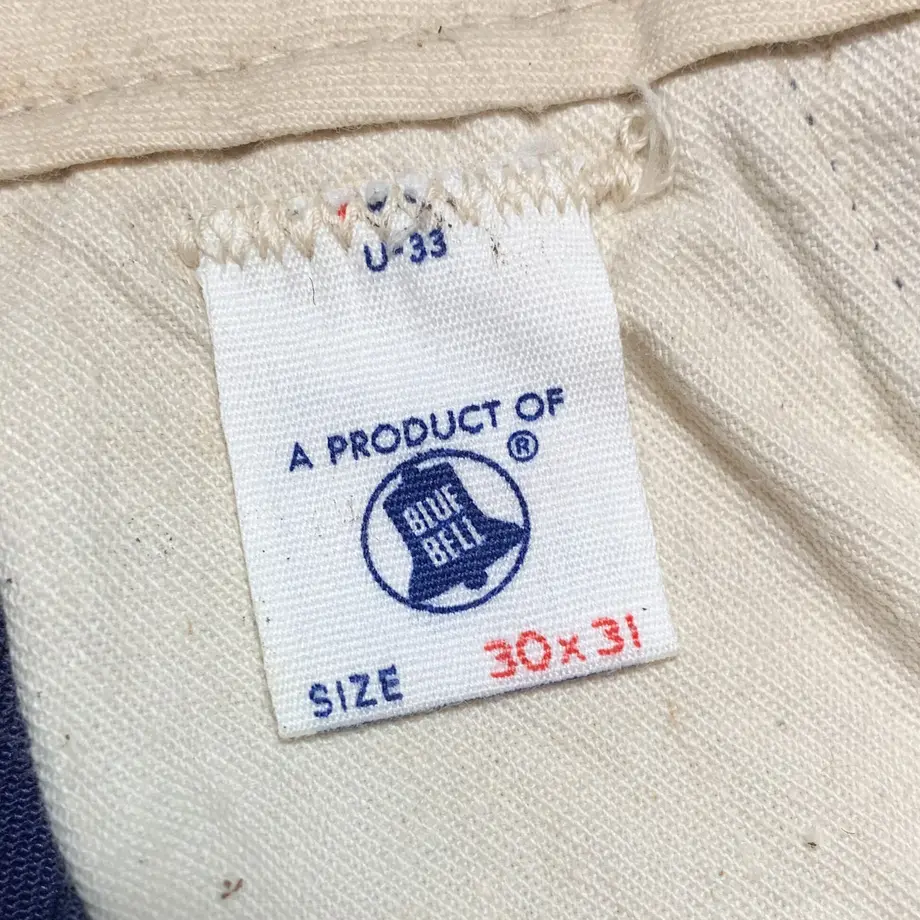 U-33
A PRODUCT OF
®
BLUE
BELL
SIZE 30x31